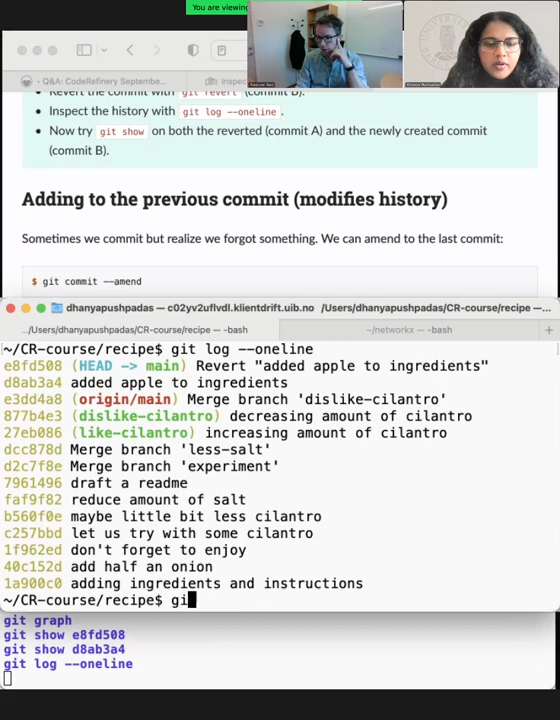 You are viewing
Q&A: CodeRefinery Septembe...
Inspec
Revert the commit with git revert (commit B).
• Inspect the history with git log --oneline .
• Now try git show on both the reverted (commit A) and the newly created commit
(commit B).
Adding to the previous commit (modifies history)
Sometimes we commit but realize we forgot something. We can amend to the last commit:
$ git commit --amend
dhanyapushpadas — c02yv2uflvdl.klientdrift.uib.no /Users/dhanyapushpadas/CR-course/recipe —...
.../Users/dhanyapushpadas/CR-course/recipe — -bash
~/networkx — -bash
~/CR-course/recipe$ git log --oneline
e8fd508 (HEAD -> main) Revert "added apple to ingredients"
d8ab3a4 added apple to ingredients
e3dd4a8 (origin/main) Merge branch 'dislike-cilantro'
877b4e3 (dislike-cilantro) decreasing amount of cilantro
27eb086 (like-cilantro) increasing amount of cilantro
dcc878d Merge branch 'less-salt'
d2c7f8e Merge branch 'experiment'
7961496 draft a readme
faf9f82 reduce amount of salt
b560f0e maybe little bit less cilantro
c257bbd let us try with some cilantro
1f962ed don't forget to enjoy
40c152d add half an onion
1a900c0 adding ingredients and instructions
~/CR-course/recipe$ gi
git graph
git show e8fd508
git show d8ab3a4
git log --oneline